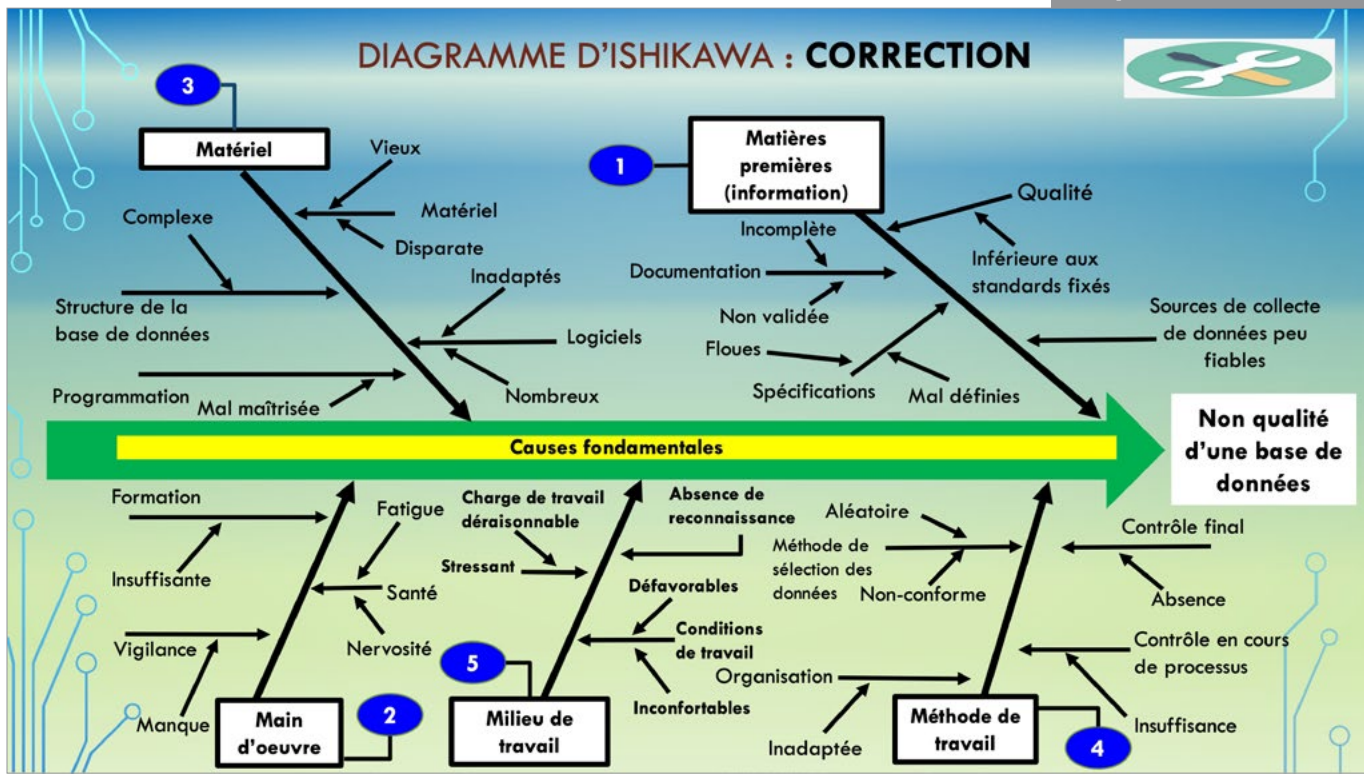 DIAGRAMME D'ISHIKAWA : CORRECTION
3
Matériel
Vieux
Matériel
Disparate
Complexe
Structure de la
base de données
Inadaptés
Logiciels
Nombreux
Programmation
Mal maîtrisée
1
Matières
premières
(information)
Qualité
Inférieure aux
standards fixés
Incomplète
Documentation
Non validée
Floues
Spécifications
Mal définies
Sources de collecte
de données peu
fiables
Causes fondamentales
Non qualité
d'une base de
données
Formation
Insuffisante
Fatigue
Santé
Nervosité
Vigilance
Manque
Main
d'oeuvre
2
Charge de travail
déraisonnable
Stressant
Absence de
reconnaissance
Défavorables
Conditions
de travail
Inconfortables
5
Milieu de
travail
Aléatoire
Méthode de
sélection des
données
Non-conforme
Contrôle final
Absence
Contrôle en cours
de processus
Insuffisance
Organisation
Inadaptée
Méthode de
travail
4